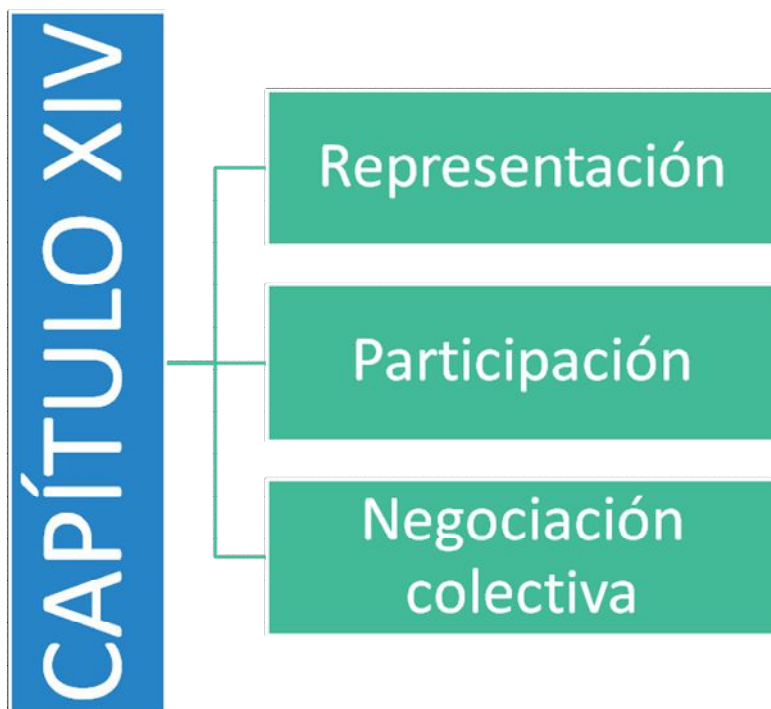 CAPÍTULO XIV
Representación
Participación
Negociación
colectiva